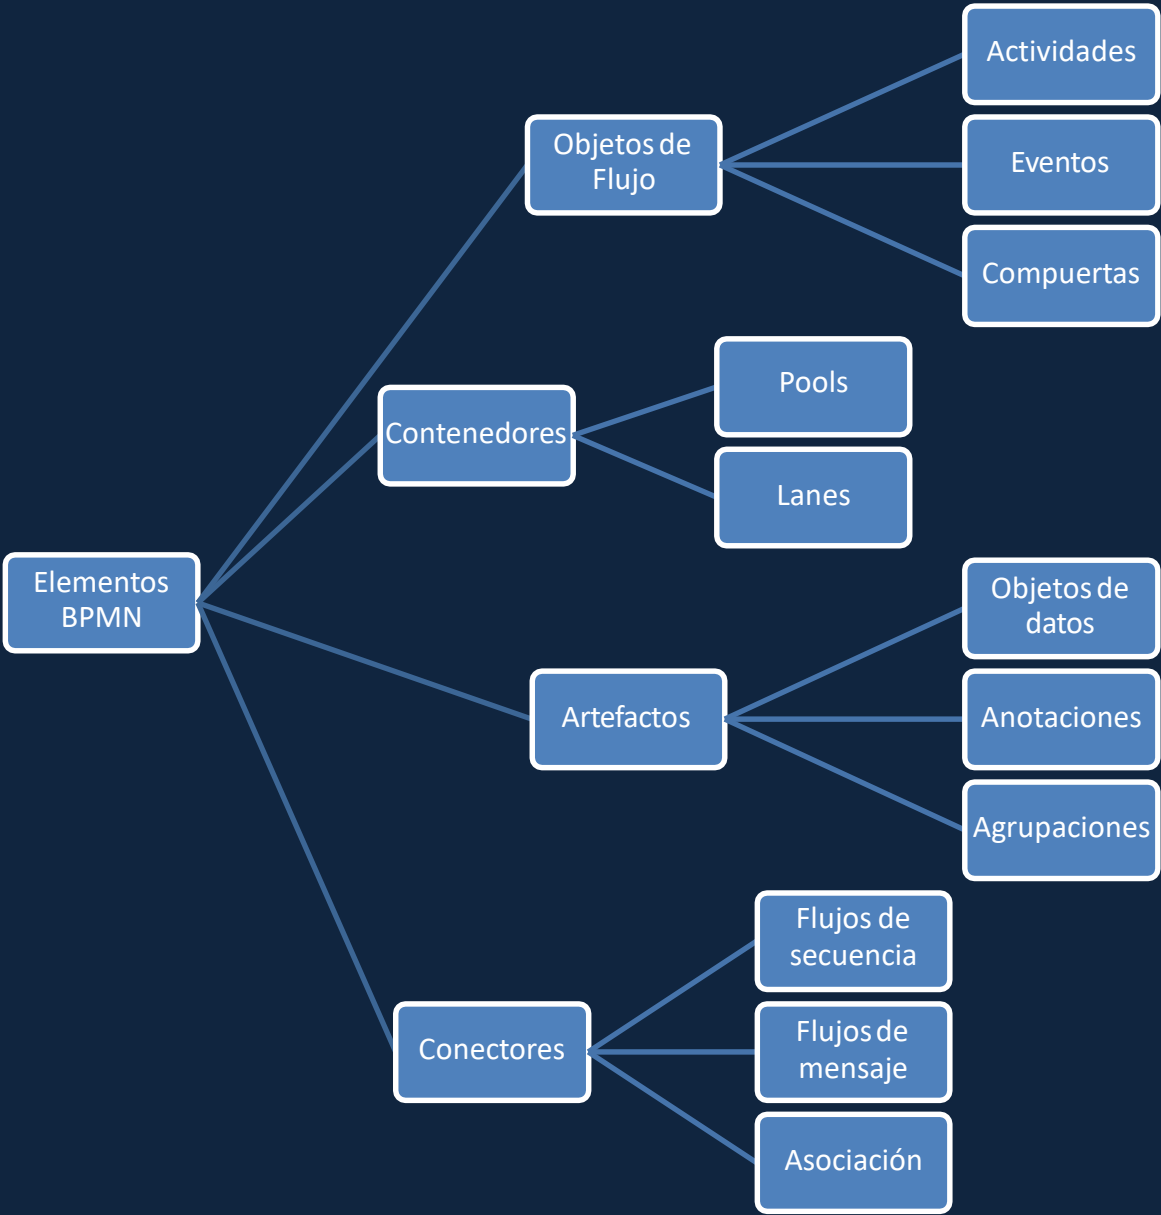 Elementos
BPMN
Objetos de
Flujo
Actividades
Eventos
Compuertas
Contenedores
Pools
Lanes
Artefactos
Objetos de
datos
Anotaciones
Agrupaciones
Conectores
Flujos de
secuencia
Flujos de
mensaje
Asociación